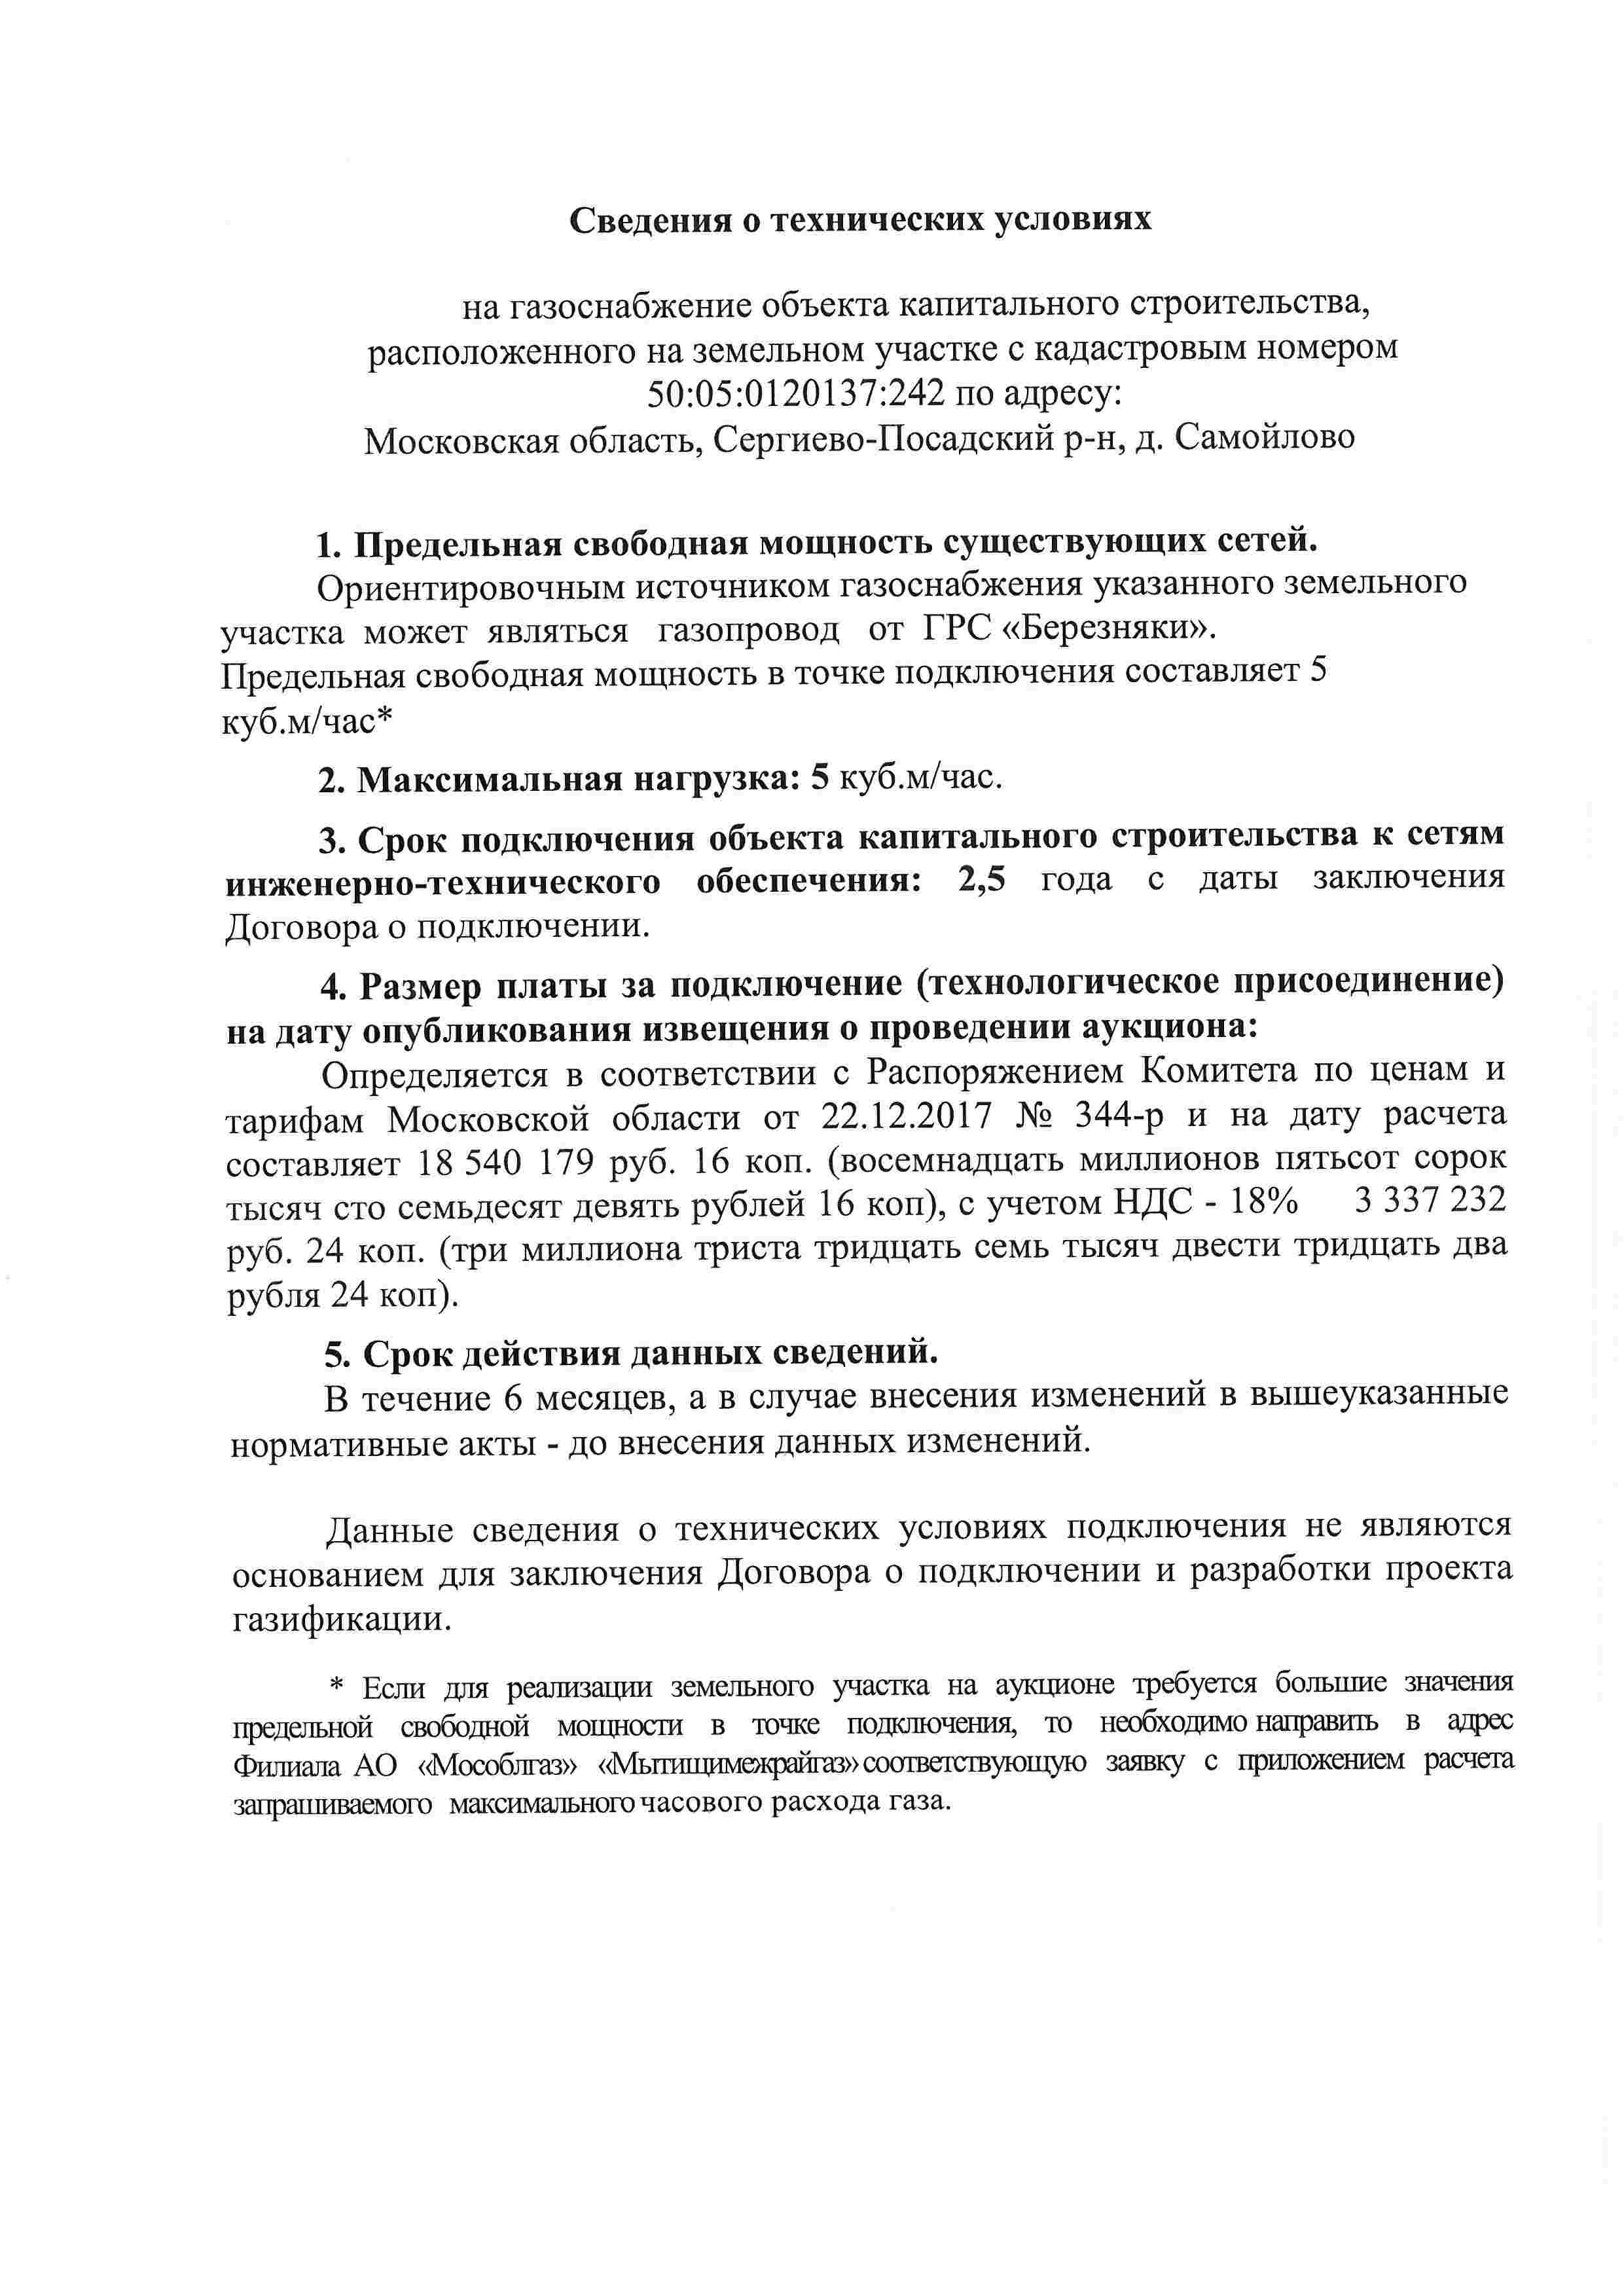 Сведения о технических условиях
на газоснабжение объекта капитального строительства,
расположенного на земельном участке с кадастровым номером
50:05:0120137:242 по адресу:
Московская область, Сергиево-Посадский р-н, д. Самойлово
1. Предельная свободная мощность существующих сетей.
Ориентировочным источником газоснабжения указанного земельного
участка может являться газопровод от ГРС «Березняки».
Предельная свободная мощность в точке подключения составляет 5
куб.м/час*
2. Максимальная нагрузка: 5 куб.м/час.
3. Срок подключения объекта капитального строительства к сетям
инженерно-технического обеспечения: 2,5 года с даты заключения
Договора о подключении.
4. Размер платы за подключение (технологическое присоединение)
на дату опубликования извещения о проведении аукциона:
Определяется в соответствии с Распоряжением Комитета по ценам и
тарифам Московской области от 22.12.2017 № 344-р и на дату расчета
составляет 18 540 179 руб. 16 коп. (восемнадцать миллионов пятьсот сорок
тысяч сто семьдесят девять рублей 16 коп), с учетом НДС - 18% 3 337 232
руб. 24 коп. (три миллиона триста тридцать семь тысяч двести тридцать два
рубля 24 коп).
5. Срок действия данных сведений.
В течение 6 месяцев, а в случае внесения изменений в вышеуказанные
нормативные акты - до внесения данных изменений.
Данные сведения о технических условиях подключения не являются
основанием для заключения Договора о подключении и разработки проекта
газификации.
* Если для реализации земельного участка на аукционе требуется большие значения
предельной свободной мощности в точке подключения, то необходимо направить в адрес
Филиала АО «Мособлгаз» «Мытищимежрайгаз» соответствующую заявку с приложением расчета
запрашиваемого максимального часового расхода газа.